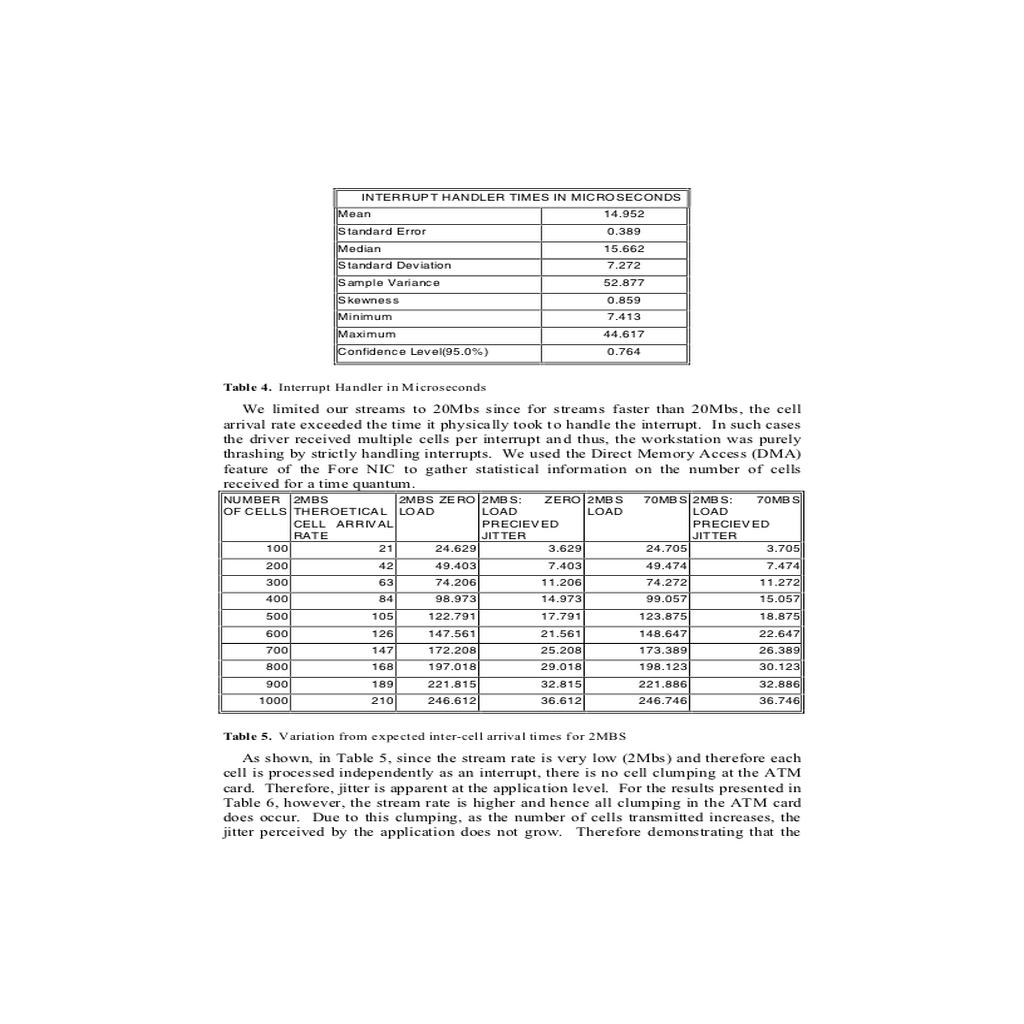 INTERRUPT HANDLER TIMES IN MICROSECONDS
Mean 14.952
Standard Error 0.389
Median 15.662
Standard Deviation 7.272
Sample Variance 52.877
Skewness 0.859
Minimum 7.413
Maximum 44.617
Confidence Level(95.0%) 0.764
Table 4. Interrupt Handler in Microseconds
We limited our streams to 20Mbs since for streams faster than 20Mbs, the cell
arrival rate exceeded the time it physically took to handle the interrupt. In such cases
the driver received multiple cells per interrupt and thus, the workstation was purely
thrashing by strictly handling interrupts. We used the Direct Memory Access (DMA)
feature of the Fore NIC to gather statistical information on the number of cells
received for a time quantum.
NUMBER 2MBS 2MBS ZERO 2MBS: ZERO 2MBS 70MBS 2MBS: 70MBS
OF CELLS THEROETICAL LOAD LOAD LOAD LOAD
CELL ARRIVAL PRECIEVED PRECIEVED
RATE JITTER JITTER
100 21 24.629 3.629 24.705 3.705
200 42 49.403 7.403 49.474 7.474
300 63 74.206 11.206 74.272 11.272
400 84 98.973 14.973 99.057 15.057
500 105 122.791 17.791 123.875 18.875
600 126 147.561 21.561 148.647 22.647
700 147 172.208 25.208 173.389 26.389
800 168 197.018 29.018 198.123 30.123
900 189 221.815 32.815 221.886 32.886
1000 210 246.612 36.612 246.746 36.746
Table 5. Variation from expected inter-cell arrival times for 2MBS
As shown, in Table 5, since the stream rate is very low (2Mbs) and therefore each
cell is processed independently as an interrupt, there is no cell clumping at the ATM
card. Therefore, jitter is apparent at the application level. For the results presented in
Table 6, however, the stream rate is higher and hence all clumping in the ATM card
does occur. Due to this clumping, as the number of cells transmitted increases, the
jitter perceived by the application does not grow. Therefore demonstrating that the